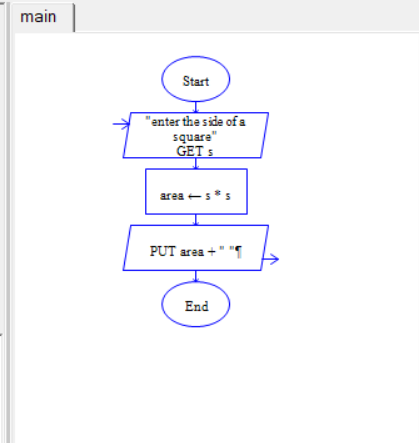 main
Start
"enter the side of a
square"
GET s
area ← s * s
PUT area + " "¶
End